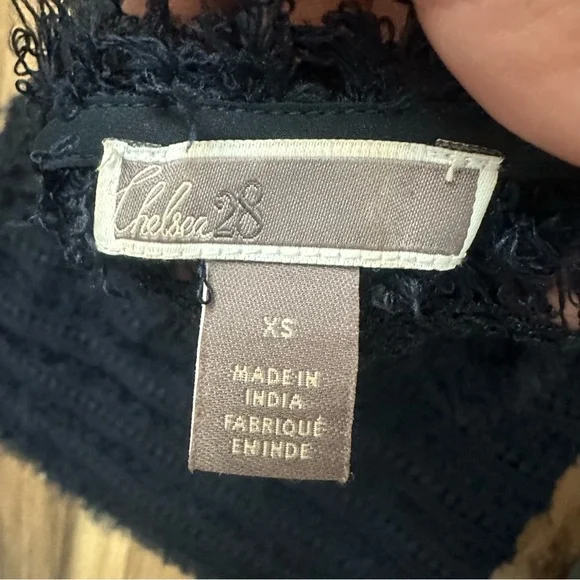 Chelsea28
XS
MADE IN
INDIA
FABRIQUÉ
EN INDE